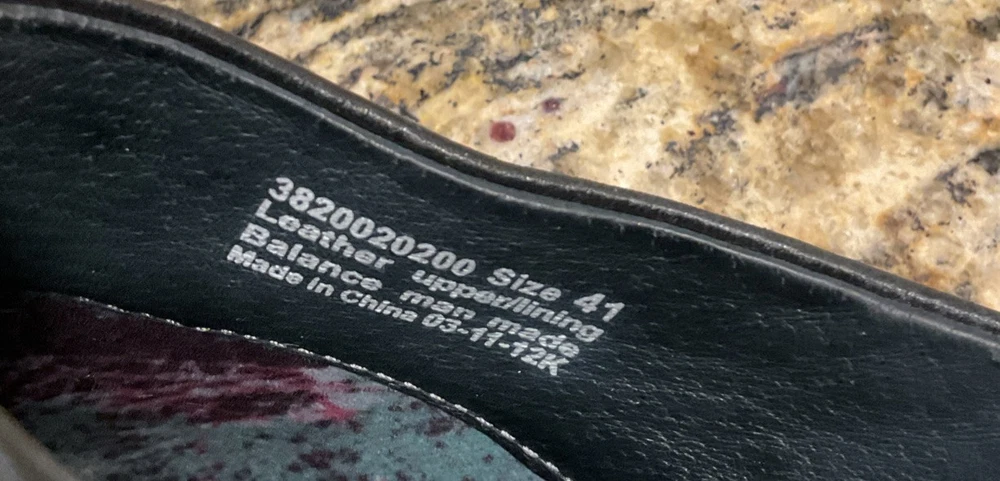 3820020200 Size 41
Leather upper/lining
Balance man made
Made in China 03-11-12K